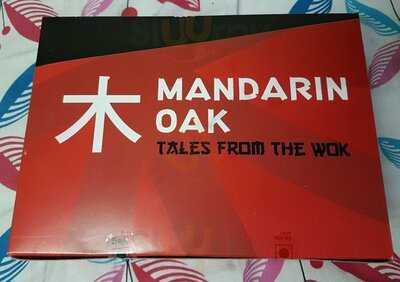 木
MANDARIN
OAK
TALES FROM THE WOK